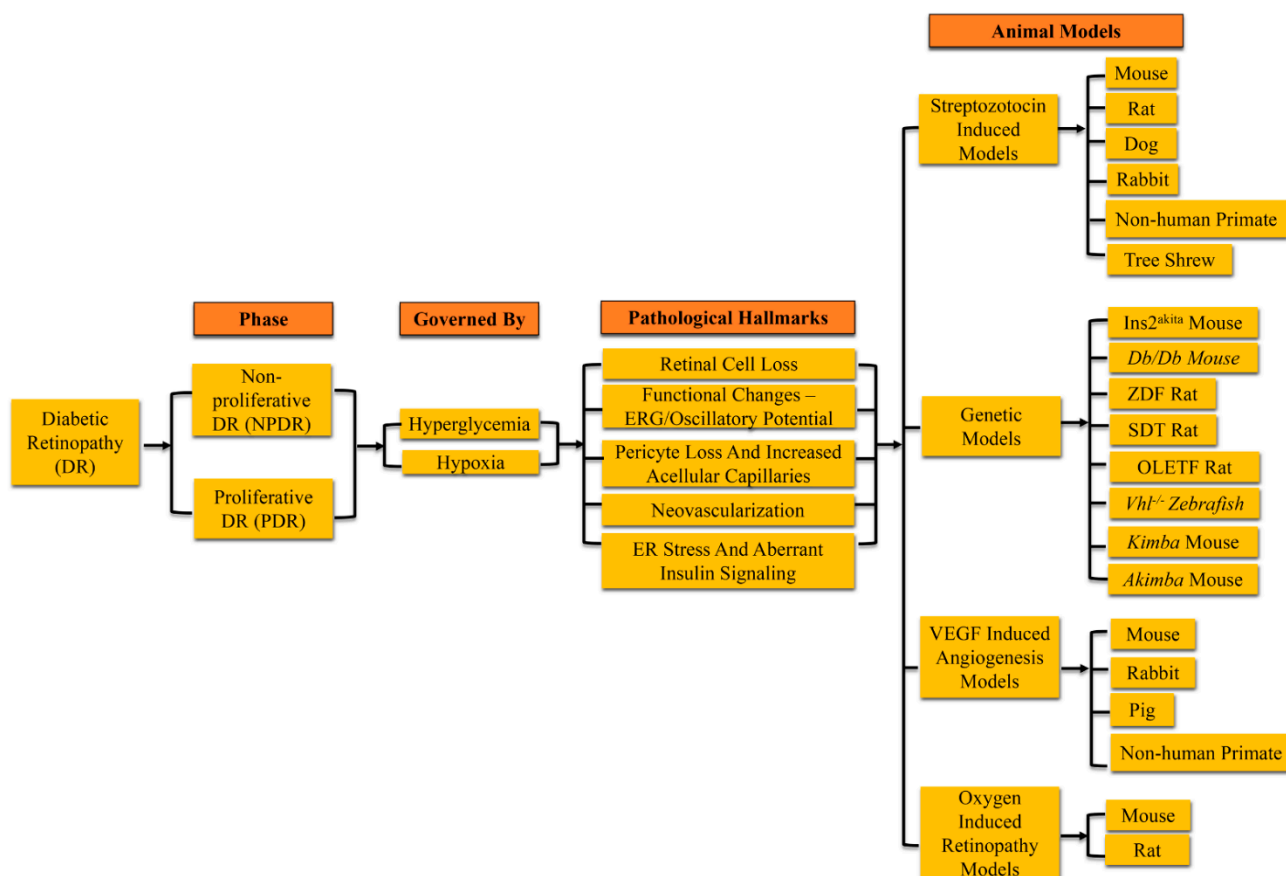 Animal Models
Streptozotocin
Induced
Models
Mouse
Rat
Dog
Rabbit
Non-human Primate
Tree Shrew
Phase
Governed By
Pathological Hallmarks
Diabetic
Retinopathy
(DR)
Non-
proliferative
DR (NPDR)
Proliferative
DR (PDR)
Hyperglycemia
Hypoxia
Retinal Cell Loss
Functional Changes –
ERG/Oscillatory Potential
Pericyte Loss And Increased
Acellular Capillaries
Neovascularization
ER Stress And Aberrant
Insulin Signaling
Genetic
Models
Ins2ᵃᵏⁱᵗᵃ Mouse
Db/Db Mouse
ZDF Rat
SDT Rat
OLETF Rat
Vhl⁻/⁻ Zebrafish
Kimba Mouse
Akimba Mouse
VEGF Induced
Angiogenesis
Models
Mouse
Rabbit
Pig
Non-human Primate
Oxygen
Induced
Retinopathy
Models
Mouse
Rat